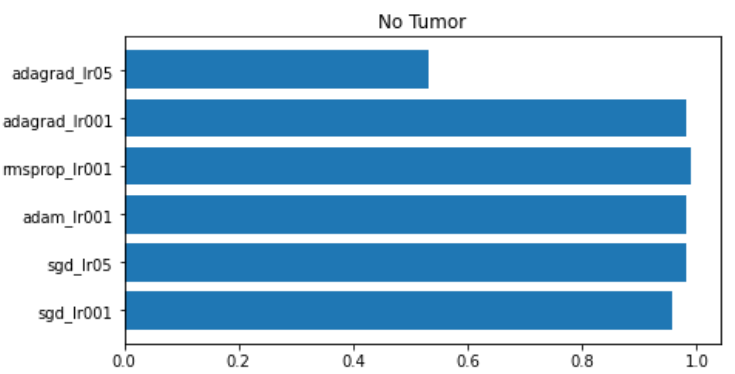 No Tumor
adagrad_lr05
adagrad_lr001
rmsprop_lr001
adam_lr001
sgd_lr05
sgd_lr001
0.0 0.2 0.4 0.6 0.8 1.0